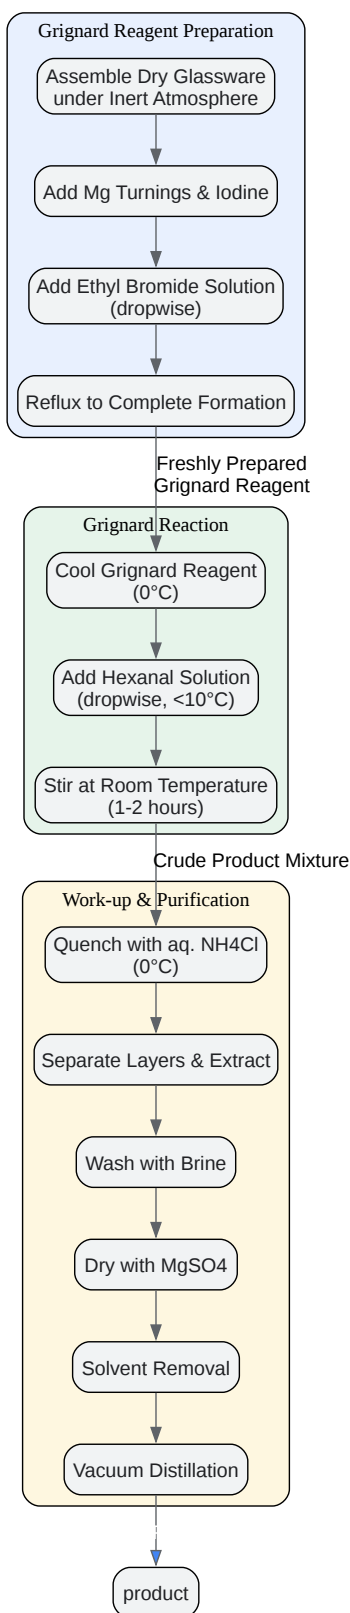 Grignard Reagent Preparation
Assemble Dry Glassware
under Inert Atmosphere
Add Mg Turnings & Iodine
Add Ethyl Bromide Solution
(dropwise)
Reflux to Complete Formation
Freshly Prepared
Grignard Reagent
Grignard Reaction
Cool Grignard Reagent
(0°C)
Add Hexanal Solution
(dropwise, <10°C)
Stir at Room Temperature
(1-2 hours)
Crude Product Mixture
Work-up & Purification
Quench with aq. NH4Cl
(0°C)
Separate Layers & Extract
Wash with Brine
Dry with MgSO4
Solvent Removal
Vacuum Distillation
product